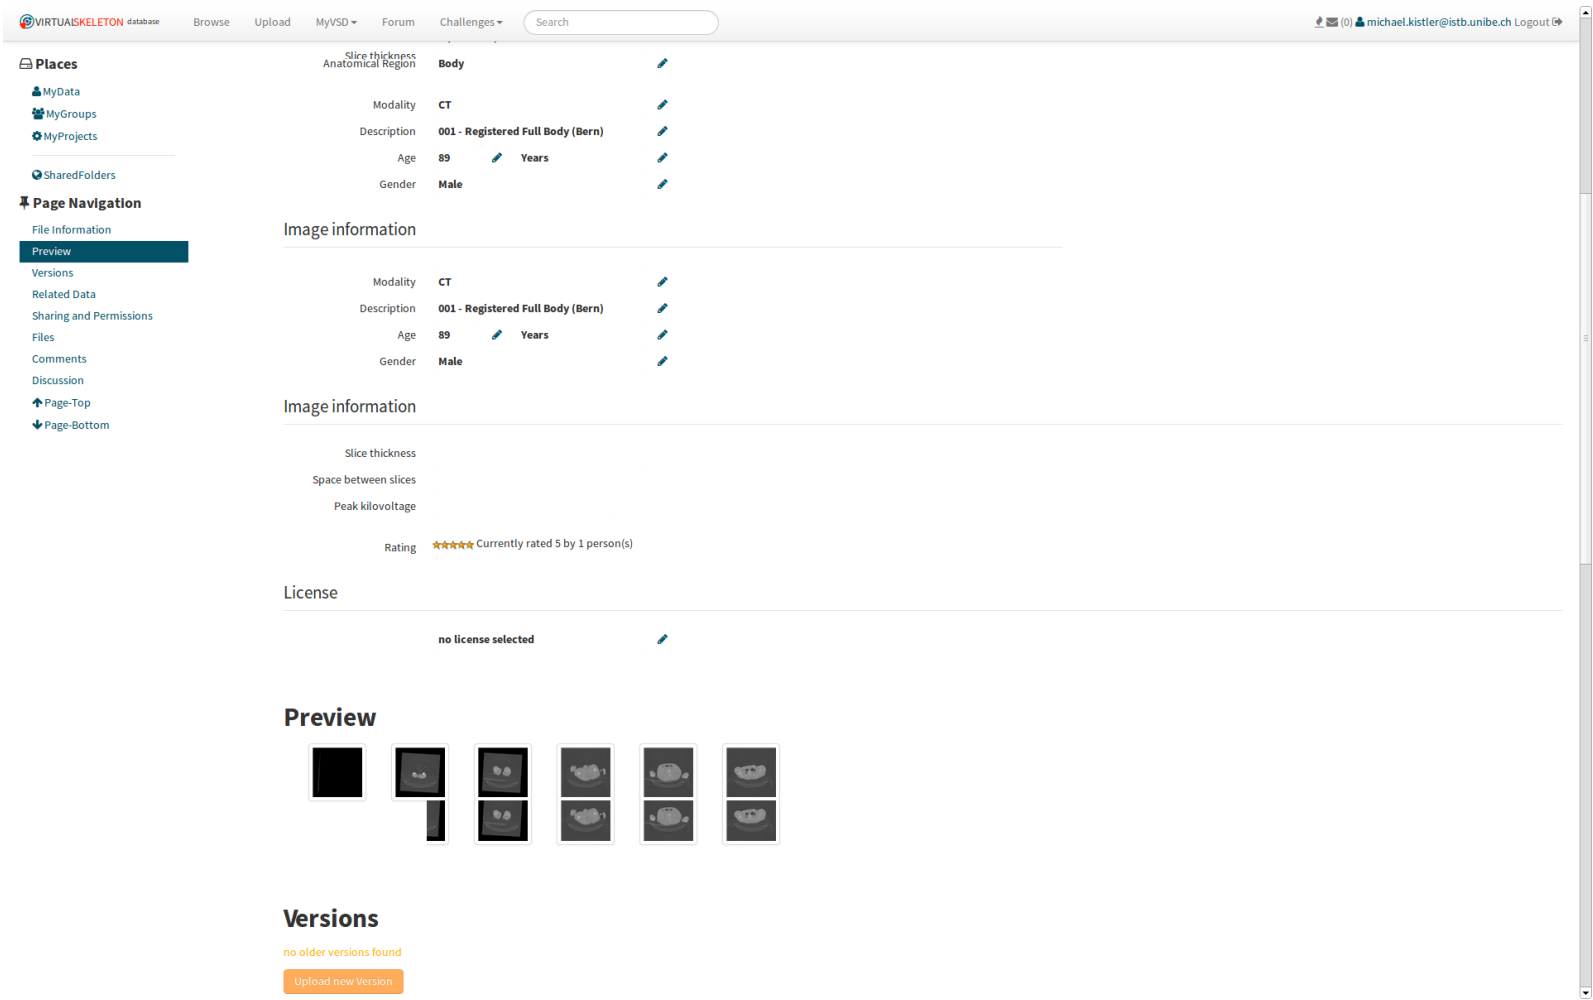 VIRTUALSKELETON database Browse Upload MyVSD Forum Challenges Search (0) michael.kistler@istb.unibe.ch Logout
Places
MyData
MyGroups
MyProjects
SharedFolders
Page Navigation
File Information
Preview
Versions
Related Data
Sharing and Permissions
Files
Comments
Discussion
Page-Top
Page-Bottom
Slice thickness
Anatomical Region Body
Modality CT
Description 001 - Registered Full Body (Bern)
Age 89 Years
Gender Male
Image information
Modality CT
Description 001 - Registered Full Body (Bern)
Age 89 Years
Gender Male
Image information
Slice thickness
Space between slices
Peak kilovoltage
Rating Currently rated 5 by 1 person(s)
License
no license selected
Preview
Versions
no older versions found
Upload new Version